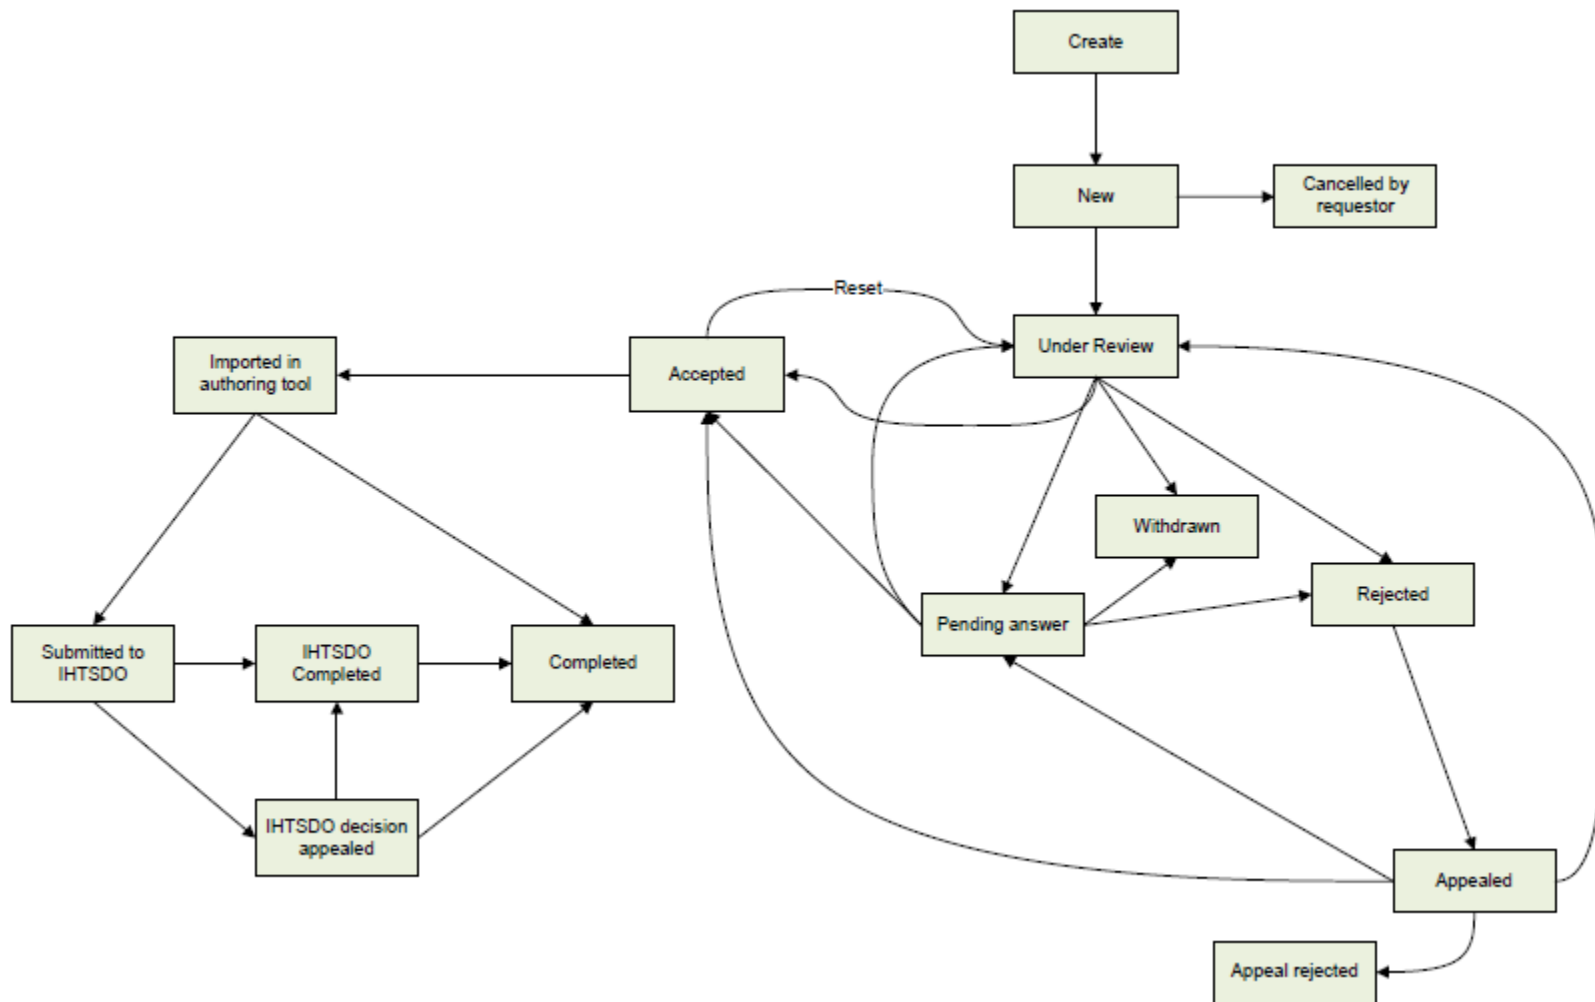 Create
New
Cancelled by
requestor
Reset
Under Review
Imported in
authoring tool
Accepted
Withdrawn
Rejected
Pending answer
Submitted to
IHTSDO
IHTSDO
Completed
Completed
IHTSDO decision
appealed
Appealed
Appeal rejected